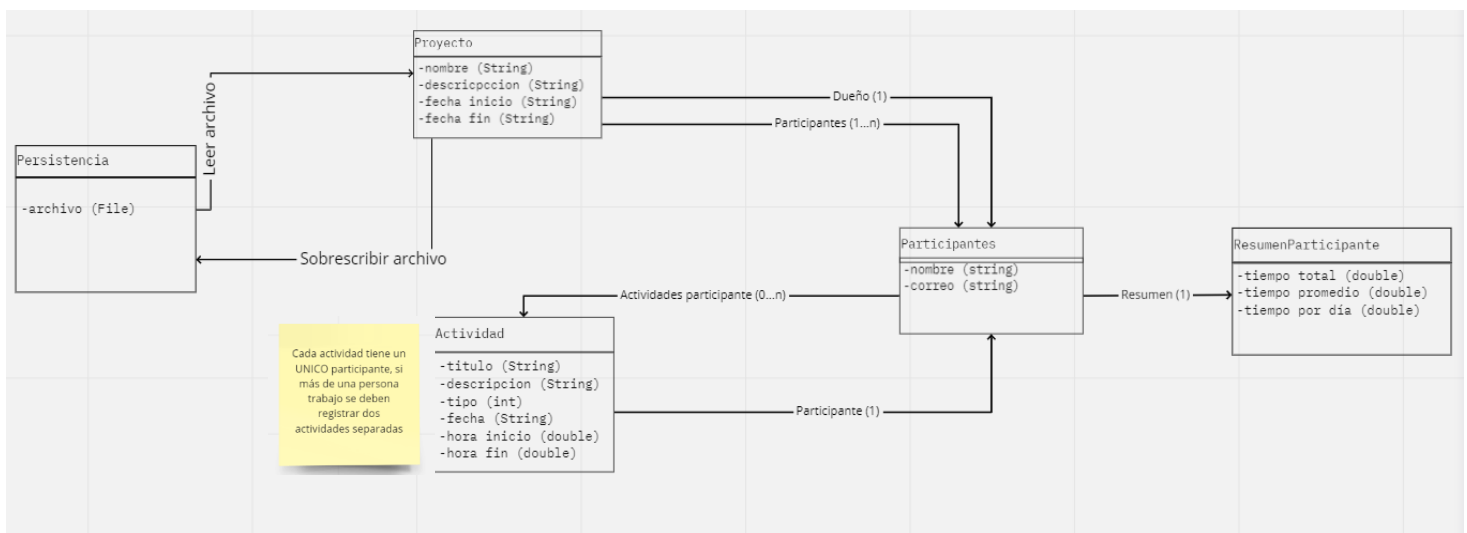 Proyecto
-nombre (String)
-descricpccion (String)
-fecha inicio (String)
-fecha fin (String)
Dueño (1)
Participantes (1...n)
Leer archivo
Persistencia
-archivo (File)
Sobrescribir archivo
Participantes
-nombre (string)
-correo (string)
Resumen (1)
ResumenParticipante
-tiempo total (double)
-tiempo promedio (double)
-tiempo por día (double)
Actividades participante (0...n)
Cada actividad tiene un
UNICO participante, si
más de una persona
trabajo se deben
registrar dos
actividades separadas
Actividad
-titulo (String)
-descripcion (String)
-tipo (int)
-fecha (String)
-hora inicio (double)
-hora fin (double)
Participante (1)